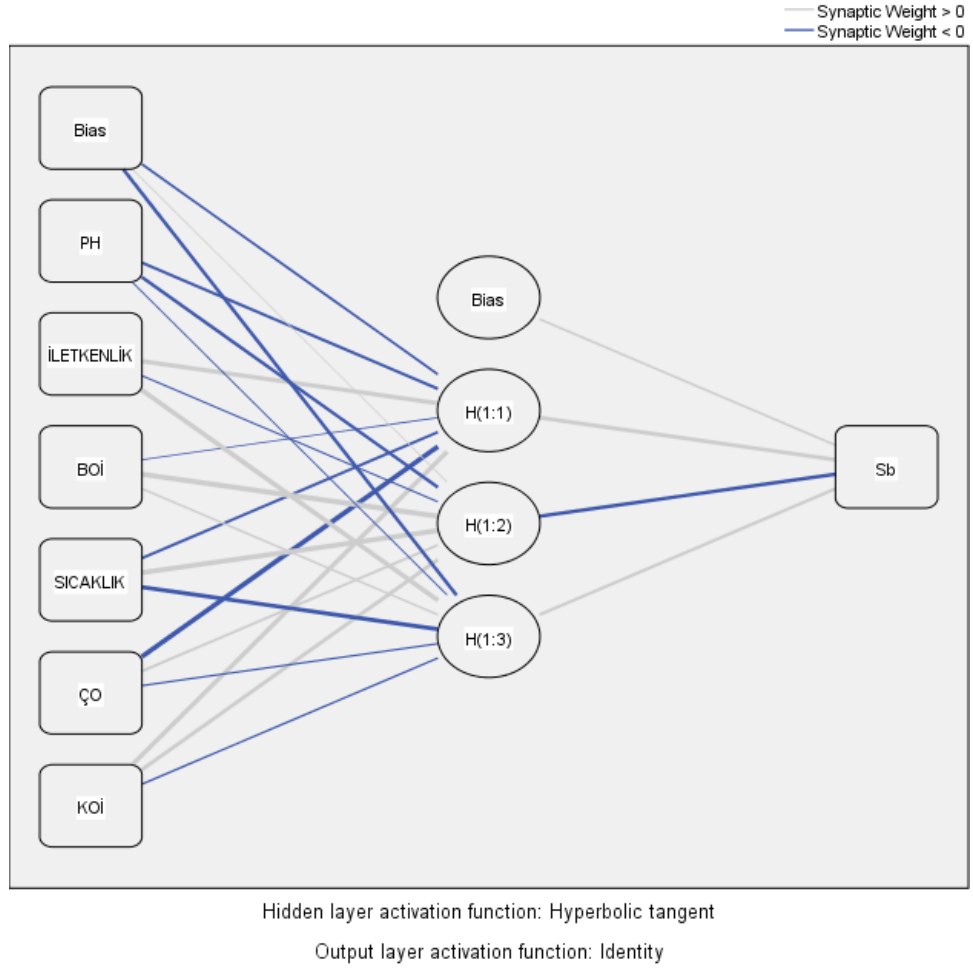 Synaptic Weight > 0
Synaptic Weight < 0
Bias
PH
İLETKENLİK
BOİ
SICAKLIK
ÇO
KOİ
Bias
H(1:1)
H(1:2)
H(1:3)
Sb
Hidden layer activation function: Hyperbolic tangent
Output layer activation function: Identity